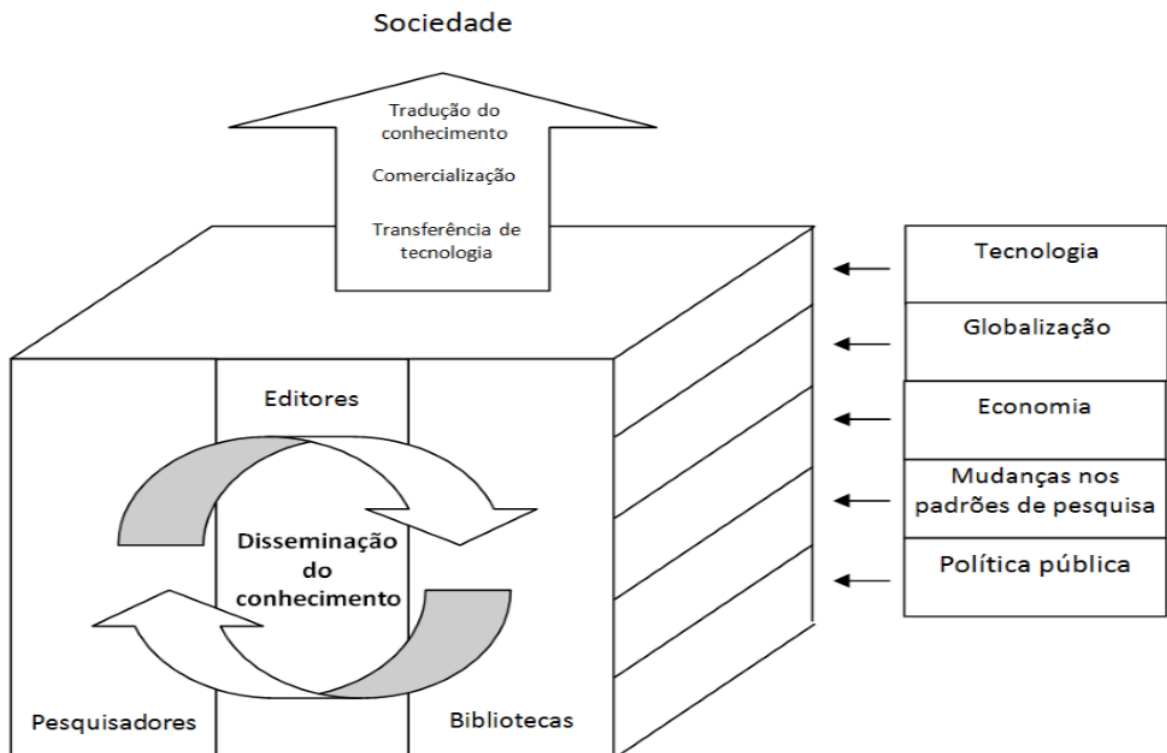 Sociedade
Tradução do
conhecimento
Comercialização
Transferência de
tecnologia
Tecnologia
Globalização
Economia
Mudanças nos
padrões de pesquisa
Política pública
Editores
Disseminação
do
conhecimento
Pesquisadores
Bibliotecas